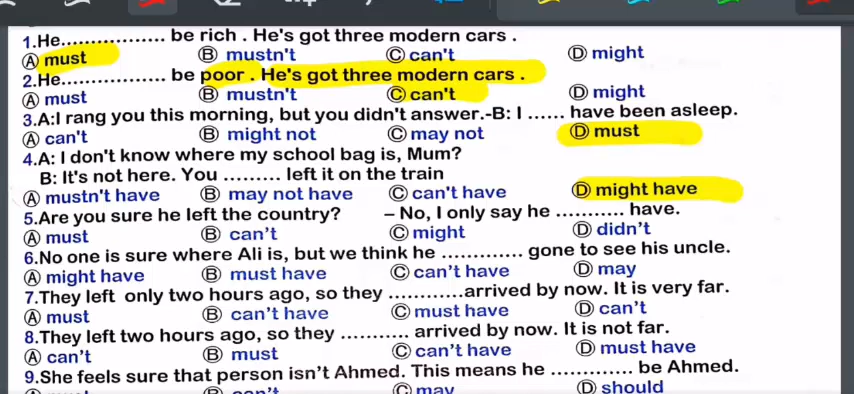 1.He.................. be rich . He's got three modern cars .
Ⓐ must Ⓑ mustn't Ⓒ can't Ⓓ might
2.He.................. be poor . He's got three modern cars .
Ⓐ must Ⓑ mustn't Ⓒ can't Ⓓ might
3.A:I rang you this morning, but you didn't answer.-B: I ...... have been asleep.
Ⓐ can't Ⓑ might not Ⓒ may not Ⓓ must
4.A: I don't know where my school bag is, Mum?
B: It's not here. You ......... left it on the train
Ⓐ mustn't have Ⓑ may not have Ⓒ can't have Ⓓ might have
5.Are you sure he left the country? – No, I only say he ........... have.
Ⓐ must Ⓑ can't Ⓒ might Ⓓ didn't
6.No one is sure where Ali is, but we think he ............. gone to see his uncle.
Ⓐ might have Ⓑ must have Ⓒ can't have Ⓓ may
7.They left only two hours ago, so they ............arrived by now. It is very far.
Ⓐ must Ⓑ can't have Ⓒ must have Ⓓ can't
8.They left two hours ago, so they ........... arrived by now. It is not far.
Ⓐ can't Ⓑ must Ⓒ can't have Ⓓ must have
9.She feels sure that person isn't Ahmed. This means he ............. be Ahmed.
Ⓒ may Ⓓ should